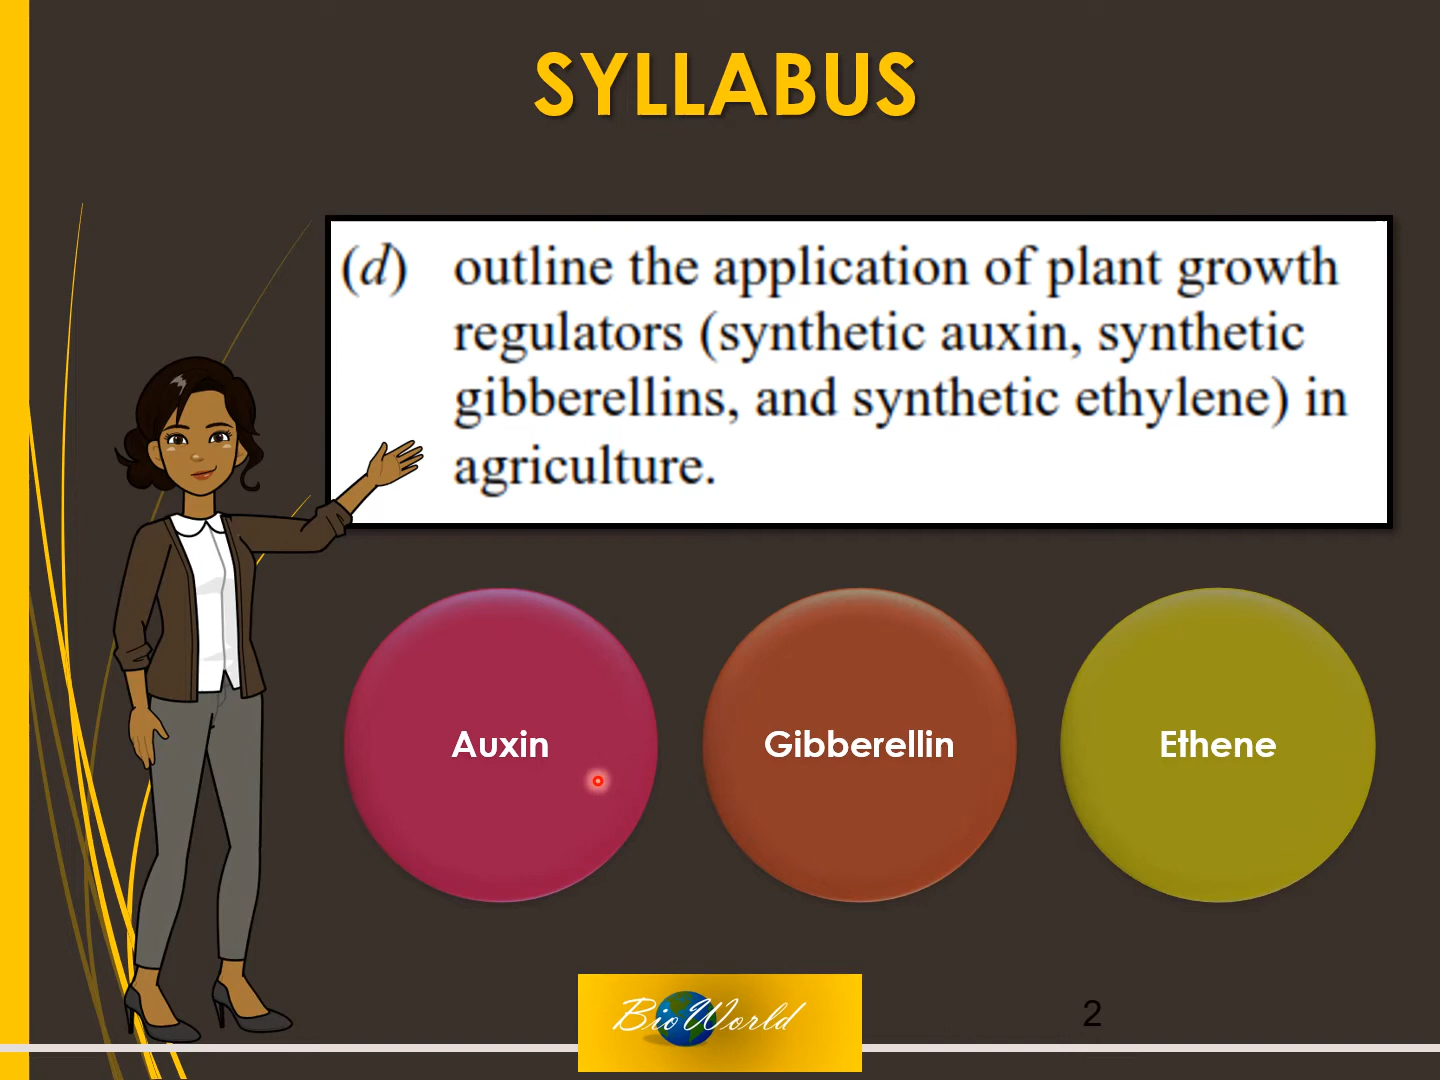 SYLLABUS
(d) outline the application of plant growth
regulators (synthetic auxin, synthetic
gibberellins, and synthetic ethylene) in
agriculture.
Auxin
Gibberellin
Ethene
BioWorld
2